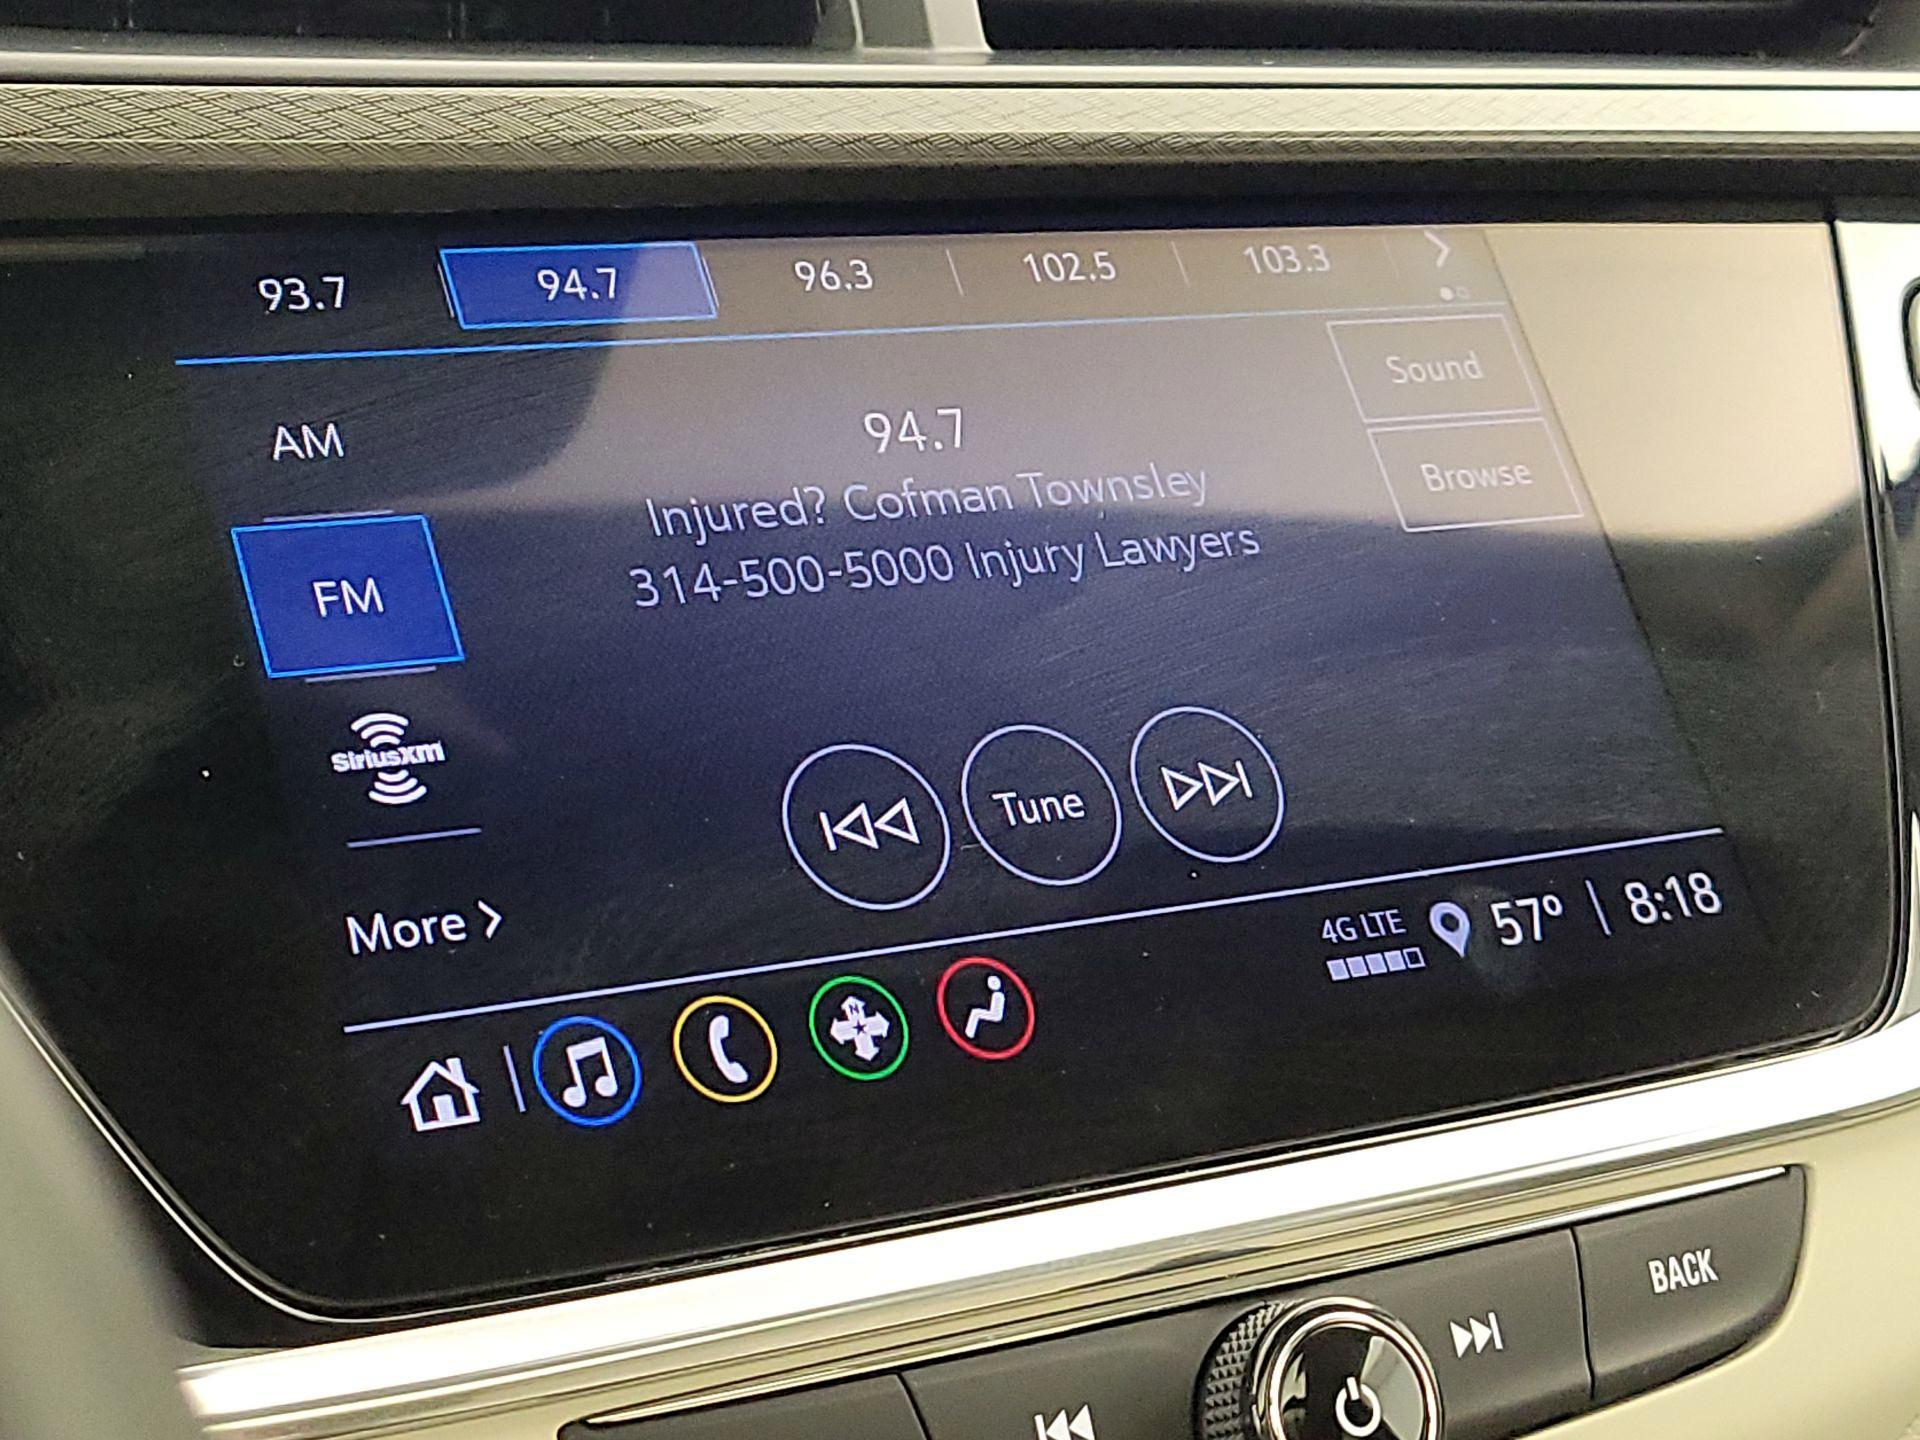 93.7
94.7
96.3
102.5
103.3
Sound
Browse
AM
FM
SiriusXM
More
94.7
Injured? Cofman Townsley
314-500-5000 Injury Lawyers
Tune
4G LTE
57°
8:18
N
BACK